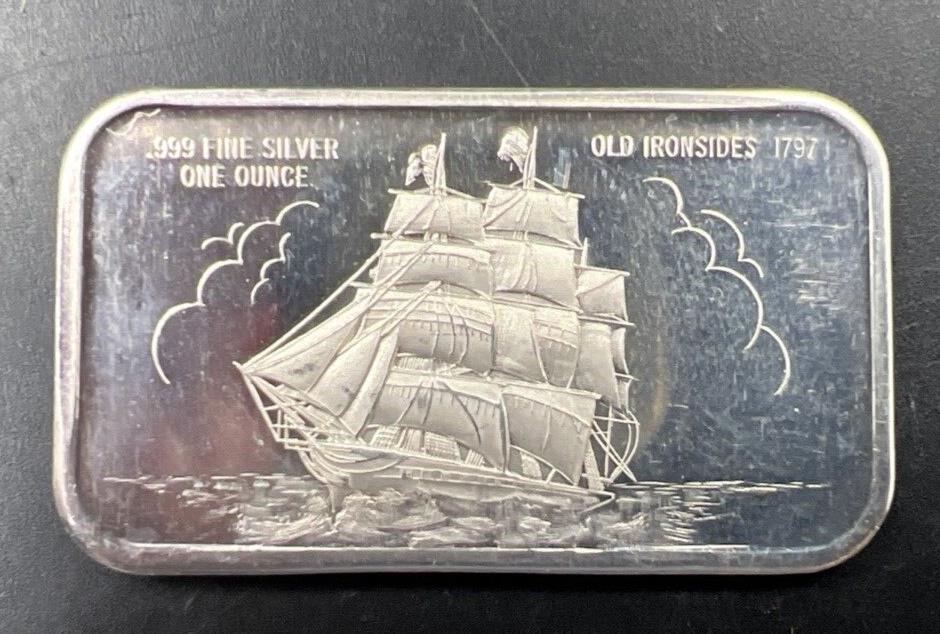 .999 FINE SILVER
ONE OUNCE
OLD IRONSIDES 1797